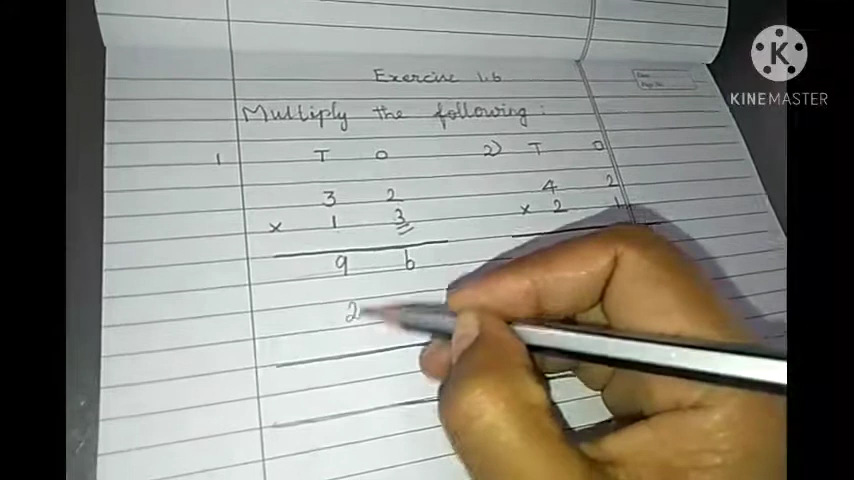 Exercise 1.6
Multiply the following :
1 T O 2) T O
3 2 4 2
x 1 3 x 2 1
9 6
2
KINEMASTER